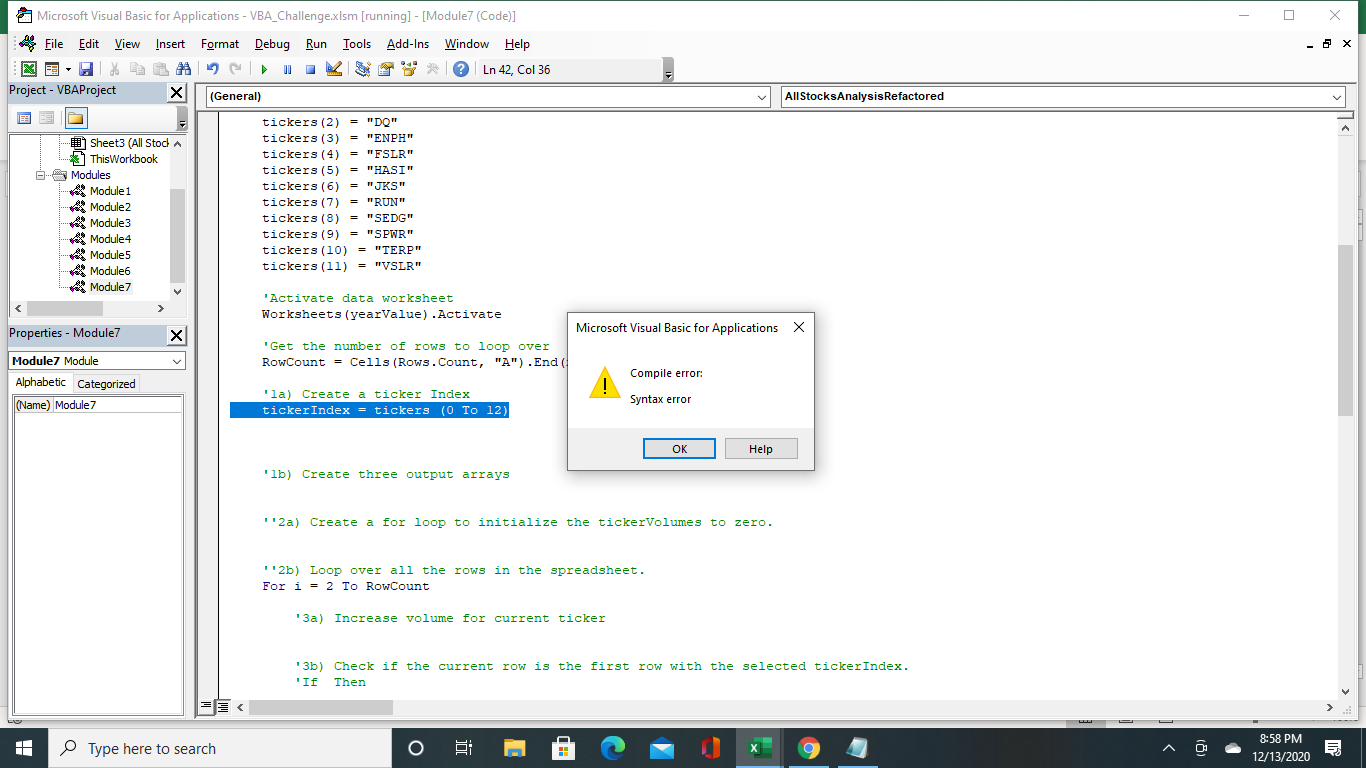 Microsoft Visual Basic for Applications - VBA_Challenge.xlsm [running] - [Module7 (Code)]
File Edit View Insert Format Debug Run Tools Add-Ins Window Help
Ln 42, Col 36
Project - VBAProject
(General)
AllStocksAnalysisRefactored
Sheet3 (All Stock
ThisWorkbook
Modules
Module1
Module2
Module3
Module4
Module5
Module6
Module7
Properties - Module7
Module7 Module
Alphabetic Categorized
(Name) Module7
tickers(2) = "DQ"
tickers(3) = "ENPH"
tickers(4) = "FSLR"
tickers(5) = "HASI"
tickers(6) = "JKS"
tickers(7) = "RUN"
tickers(8) = "SEDG"
tickers(9) = "SPWR"
tickers(10) = "TERP"
tickers(11) = "VSLR"
'Activate data worksheet
Worksheets(yearValue).Activate
'Get the number of rows to loop over
RowCount = Cells(Rows.Count, "A").End(
'1a) Create a ticker Index
tickerIndex = tickers (0 To 12)
'1b) Create three output arrays
''2a) Create a for loop to initialize the tickerVolumes to zero.
''2b) Loop over all the rows in the spreadsheet.
For i = 2 To RowCount
'3a) Increase volume for current ticker
'3b) Check if the current row is the first row with the selected tickerIndex.
'If  Then
Microsoft Visual Basic for Applications
Compile error:
Syntax error
OK
Help
Type here to search
8:58 PM
12/13/2020